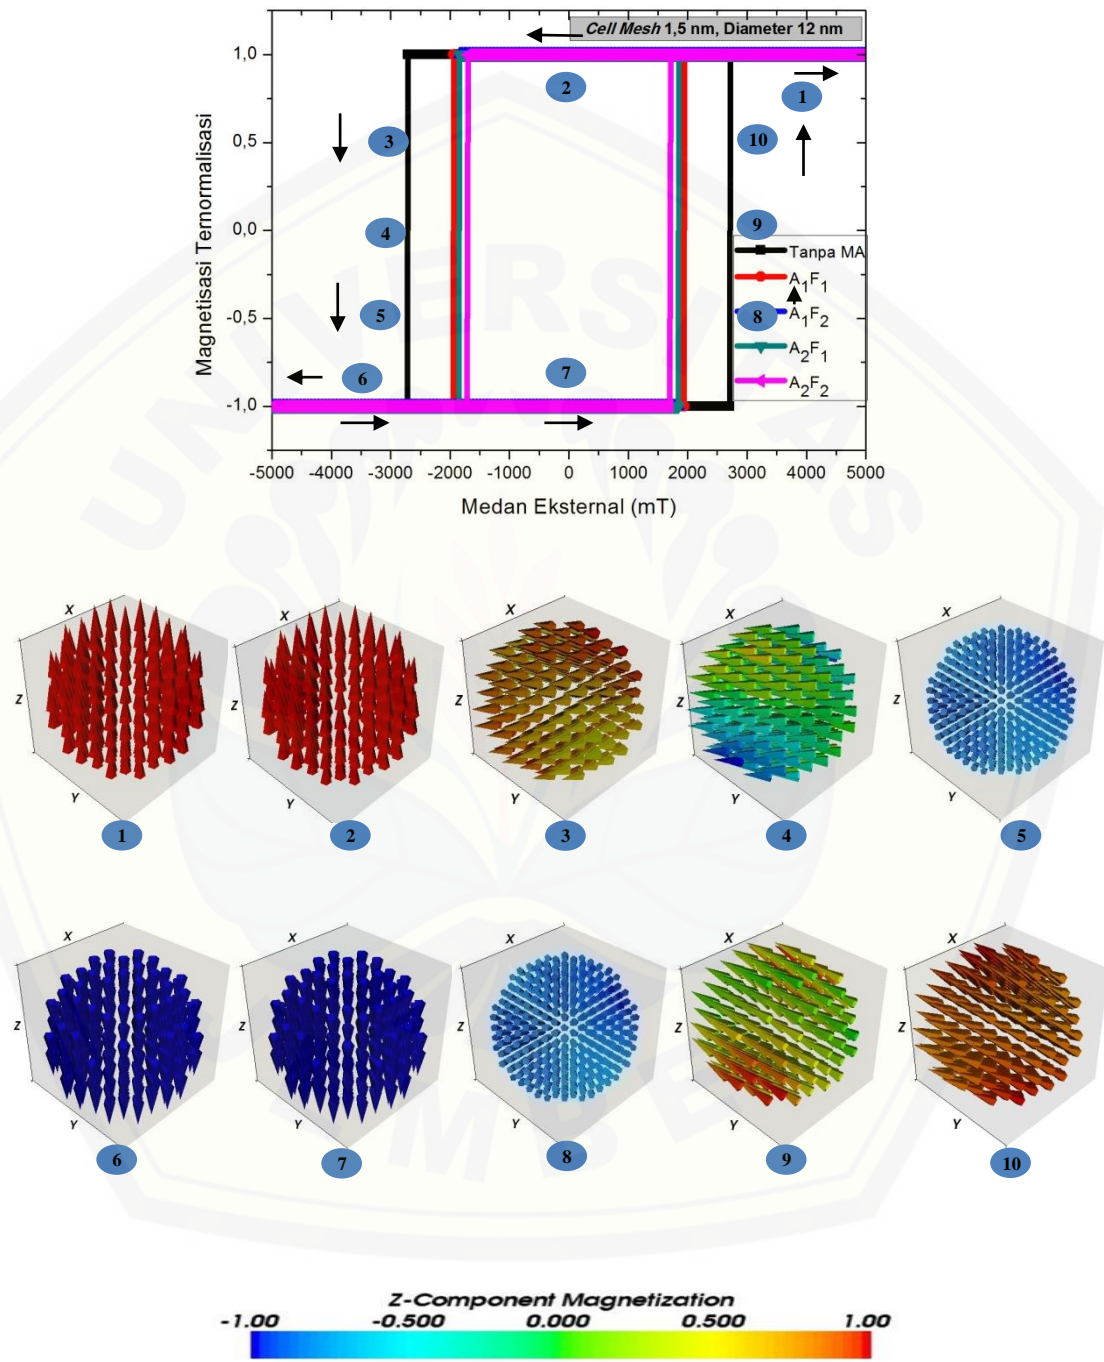 Cell Mesh 1,5 nm, Diameter 12 nm
Magnetisasi Ternormalisasi
1,0
0,5
0,0
-0,5
-1,0
1
2
3
4
5
6
7
8
9
10
Tanpa MA
A1F1
A1F2
A2F1
A2F2
-5000 -4000 -3000 -2000 -1000 0 1000 2000 3000 4000 5000
Medan Eksternal (mT)
X Z Y
X Z Y
X Z Y
X Z Y
X Z Y
1 2 3 4 5
X Z Y
X Z Y
X Z Y
X Z Y
X Z Y
6 7 8 9 10
UNIVERSITAS
JEMBER
Z-Component Magnetization
-1.00 -0.500 0.000 0.500 1.00